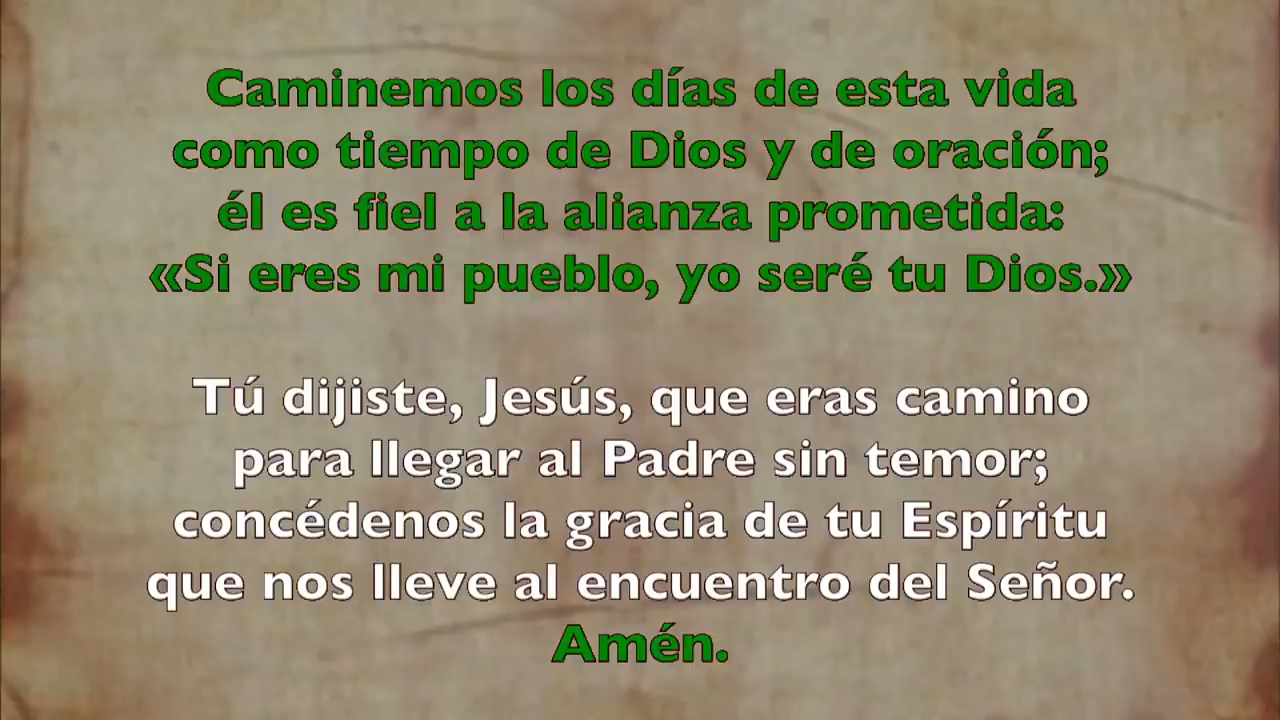 Caminemos los días de esta vida
como tiempo de Dios y de oración;
él es fiel a la alianza prometida:
«Si eres mi pueblo, yo seré tu Dios.»
Tú dijiste, Jesús, que eras camino
para llegar al Padre sin temor;
concédenos la gracia de tu Espíritu
que nos lleve al encuentro del Señor.
Amén.